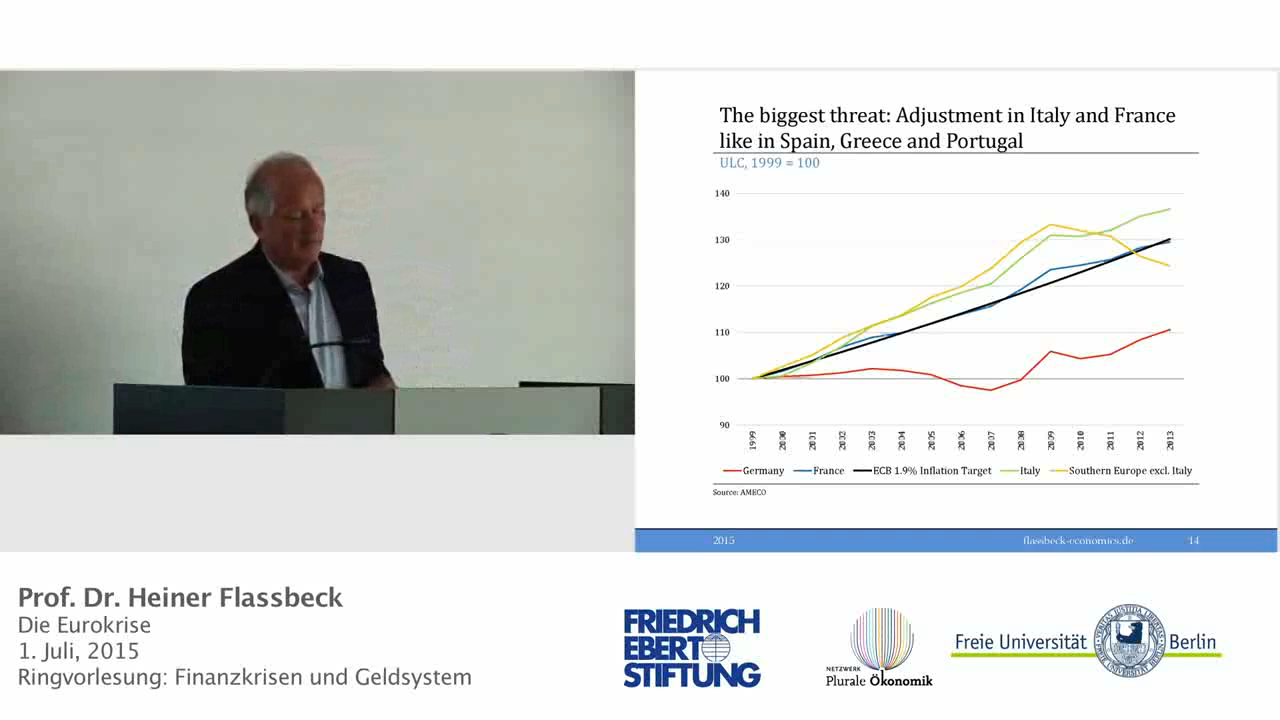 The biggest threat: Adjustment in Italy and France
like in Spain, Greece and Portugal
ULC, 1999 = 100
140
130
120
110
100
90
1999 2000 2001 2002 2003 2004 2005 2006 2007 2008 2009 2010 2011 2012 2013
Germany France ECB 1.9% Inflation Target Italy Southern Europe excl. Italy
Source: AMECO
2015 flassbeck-economics.de 14
Prof. Dr. Heiner Flassbeck
Die Eurokrise
1. Juli, 2015
Ringvorlesung: Finanzkrisen und Geldsystem
FRIEDRICH
EBERT
STIFTUNG
NETZWERK
Plurale Ökonomik
Freie Universität Berlin